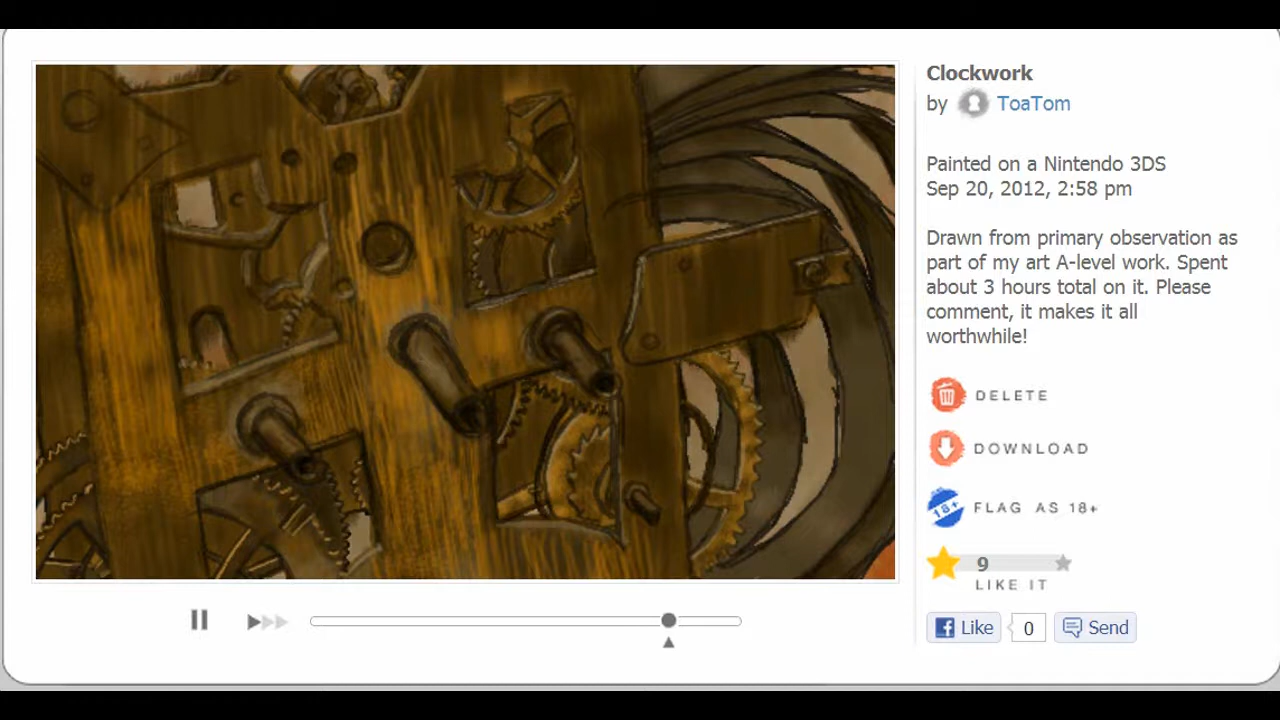 Clockwork
by ToaTom
Painted on a Nintendo 3DS
Sep 20, 2012, 2:58 pm
Drawn from primary observation as
part of my art A-level work. Spent
about 3 hours total on it. Please
comment, it makes it all
worthwhile!
DELETE
DOWNLOAD
18+ FLAG AS 18+
9
LIKE IT
f Like 0 Send